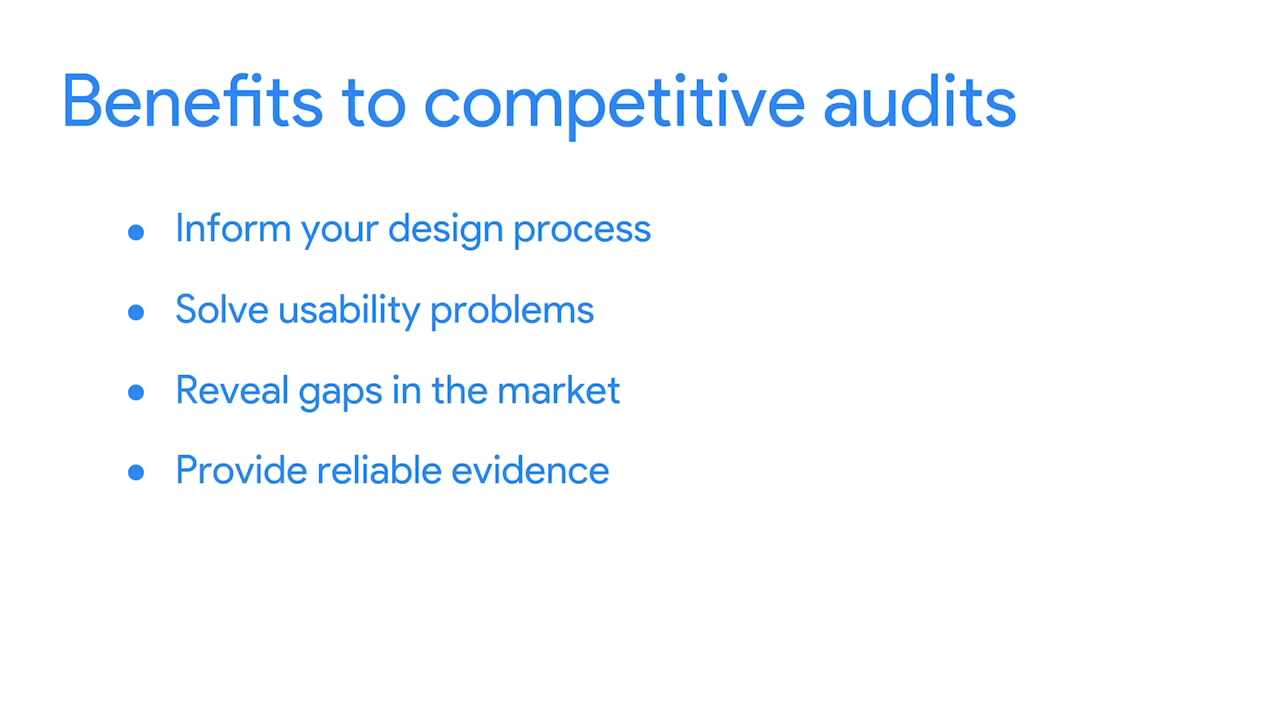 Benefits to competitive audits
● Inform your design process
● Solve usability problems
● Reveal gaps in the market
● Provide reliable evidence